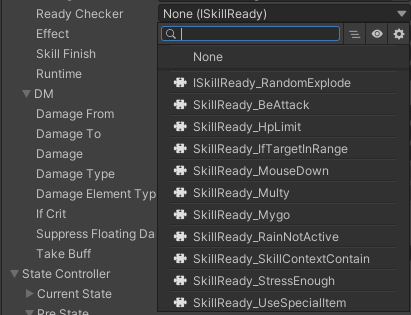 Ready Checker
None (ISkillReady)
Effect
Skill Finish
Runtime
DM
Damage From
Damage To
Damage
Damage Type
Damage Element Typ
If Crit
Suppress Floating Da
Take Buff
State Controller
Current State
Pre State
None
ISkillReady_RandomExplode
SkillReady_BeAttack
SkillReady_HpLimit
SkillReady_IfTargetInRange
SkillReady_MouseDown
SkillReady_Multy
SkillReady_Mygo
SkillReady_RainNotActive
SkillReady_SkillContextContain
SkillReady_StressEnough
SkillReady_UseSpecialItem